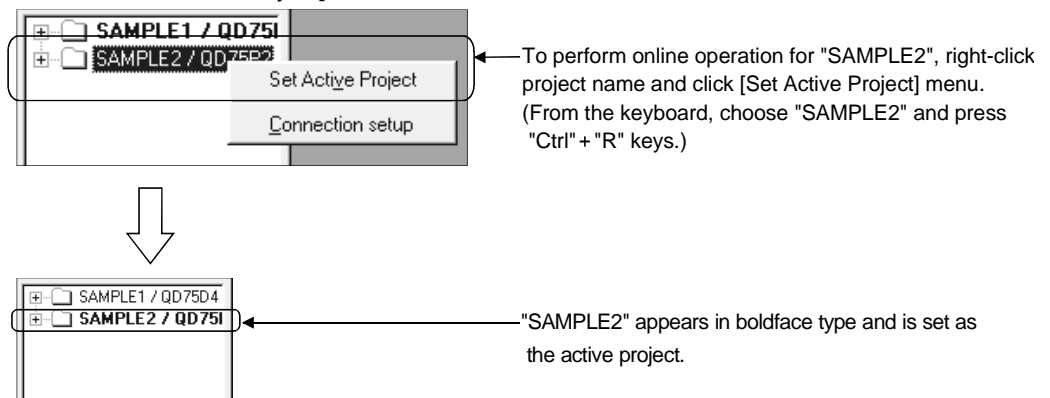 SAMPLE1 / QD75I
SAMPLE2 / QD75P2
Set Active Project
Connection setup
To perform online operation for "SAMPLE2", right-click
project name and click [Set Active Project] menu.
(From the keyboard, choose "SAMPLE2" and press
"Ctrl" + "R" keys.)
SAMPLE1 / QD75D4
SAMPLE2 / QD75I
"SAMPLE2" appears in boldface type and is set as
the active project.